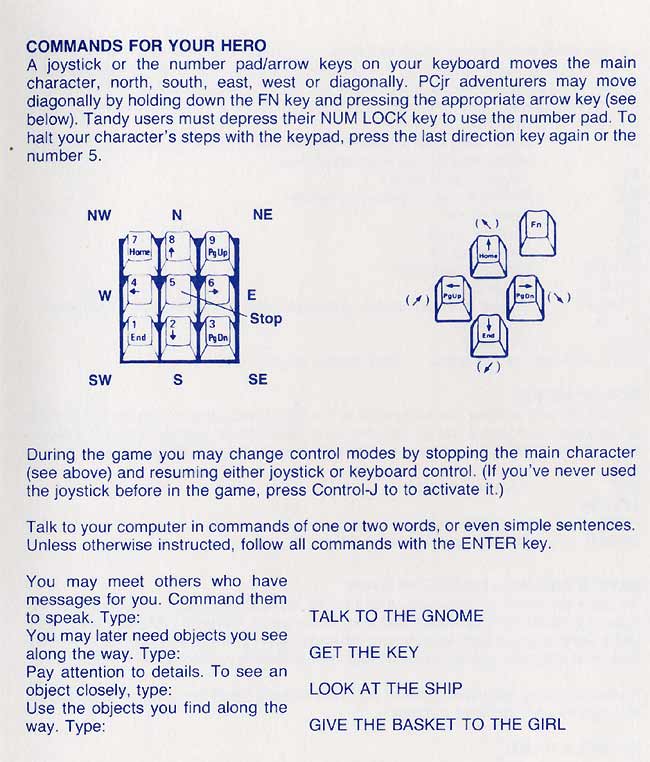 COMMANDS FOR YOUR HERO
A joystick or the number pad/arrow keys on your keyboard moves the main
character, north, south, east, west or diagonally. PCjr adventurers may move
diagonally by holding down the FN key and pressing the appropriate arrow key (see
below). Tandy users must depress their NUM LOCK key to use the number pad. To
halt your character's steps with the keypad, press the last direction key again or the
number 5.
NW N NE
7 8 9
Home ↑ PgUp
W 4 5 6 E
← →
Stop
1 2 3
End ↓ PgDn
SW S SE
(↖) Fn
↑
Home
(↗) ← → (↘)
PgUp PgDn
↓
End
(↙)
During the game you may change control modes by stopping the main character
(see above) and resuming either joystick or keyboard control. (If you've never used
the joystick before in the game, press Control-J to to activate it.)
Talk to your computer in commands of one or two words, or even simple sentences.
Unless otherwise instructed, follow all commands with the ENTER key.
You may meet others who have
messages for you. Command them
to speak. Type: TALK TO THE GNOME
You may later need objects you see
along the way. Type: GET THE KEY
Pay attention to details. To see an
object closely, type: LOOK AT THE SHIP
Use the objects you find along the
way. Type: GIVE THE BASKET TO THE GIRL